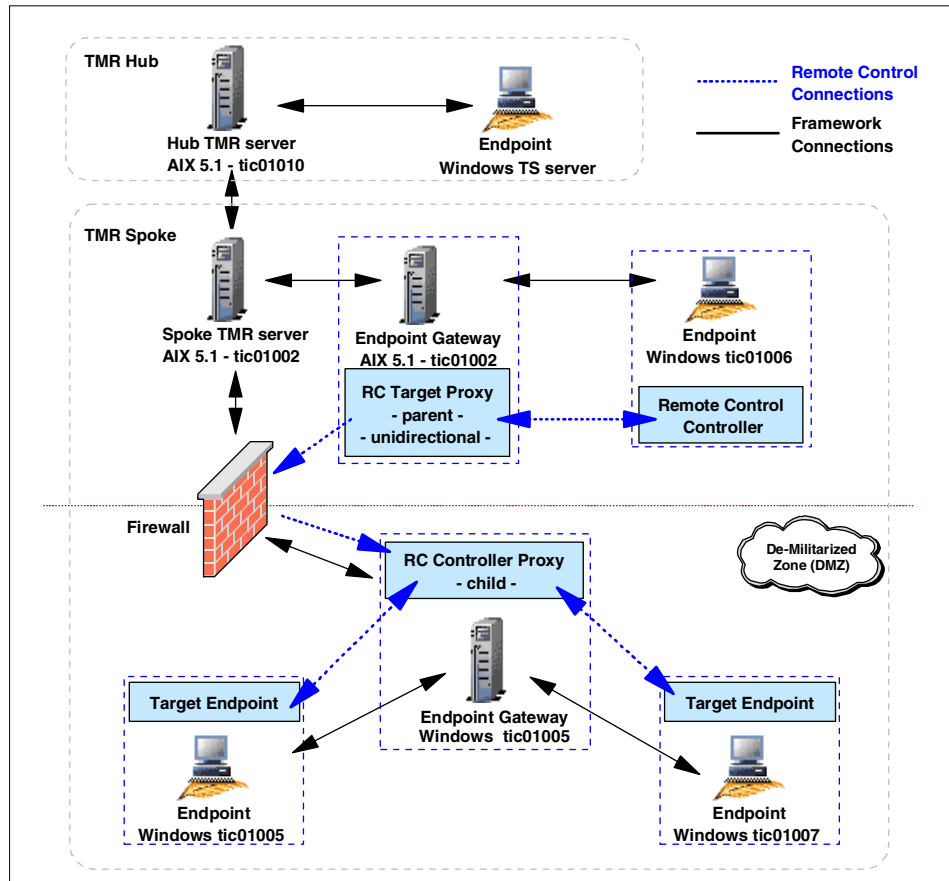 TMR Hub
Hub TMR server
AIX 5.1 - tic01010
Endpoint
Windows TS server
Remote Control
Connections
Framework
Connections
TMR Spoke
Spoke TMR server
AIX 5.1 - tic01002
Endpoint Gateway
AIX 5.1 - tic01002
RC Target Proxy
- parent -
- unidirectional -
Endpoint
Windows tic01006
Remote Control
Controller
Firewall
RC Controller Proxy
- child -
De-Militarized
Zone (DMZ)
Endpoint Gateway
Windows tic01005
Target Endpoint
Endpoint
Windows tic01005
Target Endpoint
Endpoint
Windows tic01007